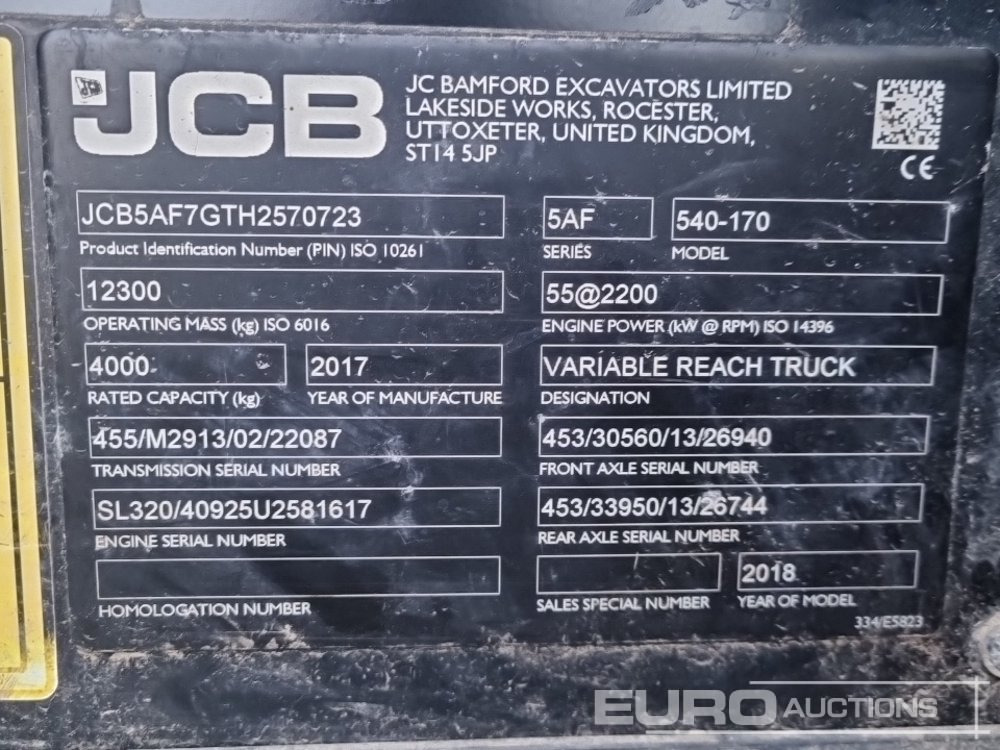 JCB
JC BAMFORD EXCAVATORS LIMITED
LAKESIDE WORKS, ROCESTER,
UTTOXETER, UNITED KINGDOM,
ST14 5JP
CE
JCB5AF7GTH2570723
Product Identification Number (PIN) ISO 10261
5AF
SERIES
540-170
MODEL
12300
OPERATING MASS (kg) ISO 6016
55@2200
ENGINE POWER (kW @ RPM) ISO 14396
4000
RATED CAPACITY (kg)
2017
YEAR OF MANUFACTURE
VARIABLE REACH TRUCK
DESIGNATION
455/M2913/02/22087
TRANSMISSION SERIAL NUMBER
453/30560/13/26940
FRONT AXLE SERIAL NUMBER
SL320/40925U2581617
ENGINE SERIAL NUMBER
453/33950/13/26744
REAR AXLE SERIAL NUMBER
HOMOLOGATION NUMBER
SALES SPECIAL NUMBER
2018
YEAR OF MODEL
334/E5823
EURO AUCTIONS